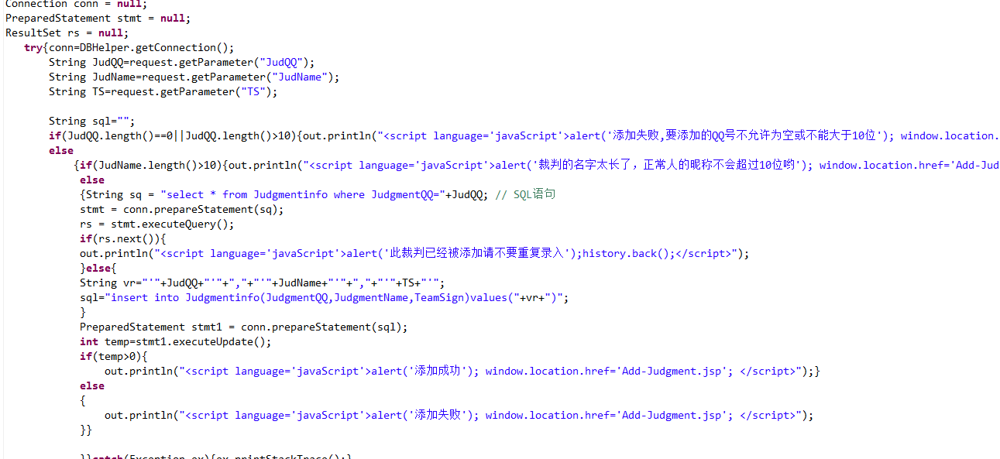 Connection conn = null;
PreparedStatement stmt = null;
ResultSet rs = null;
try{conn=DBHelper.getConnection();
String JudQQ=request.getParameter("JudQQ");
String JudName=request.getParameter("JudName");
String TS=request.getParameter("TS");
String sql="";
if(JudQQ.length()==0||JudQQ.length()>10){out.println("<script language='javaScript'>alert('添加失败,要添加的QQ号不允许为空或不能大于10位'); window.location.
else
{if(JudName.length()>10){out.println("<script language='javaScript'>alert('裁判的名字太长了，正常人的昵称不会超过10位哟'); window.location.href='Add-Jud
else
{String sq = "select * from Judgmentinfo where JudgmentQQ="+JudQQ; // SQL语句
stmt = conn.prepareStatement(sq);
rs = stmt.executeQuery();
if(rs.next()){
out.println("<script language='javaScript'>alert('此裁判已经被添加请不要重复录入');history.back();</script>");
}else{
String vr="'"+JudQQ+"'"+","+"'"+JudName+"'"+","+"'"+TS+"'";
sql="insert into Judgmentinfo(JudgmentQQ,JudgmentName,TeamSign)values("+vr+")";
}
PreparedStatement stmt1 = conn.prepareStatement(sql);
int temp=stmt1.executeUpdate();
if(temp>0){
out.println("<script language='javaScript'>alert('添加成功'); window.location.href='Add-Judgment.jsp'; </script>");}
else
{
out.println("<script language='javaScript'>alert('添加失败'); window.location.href='Add-Judgment.jsp'; </script>");
}}
}}catch(Exception ex){ex.printStackTrace();}